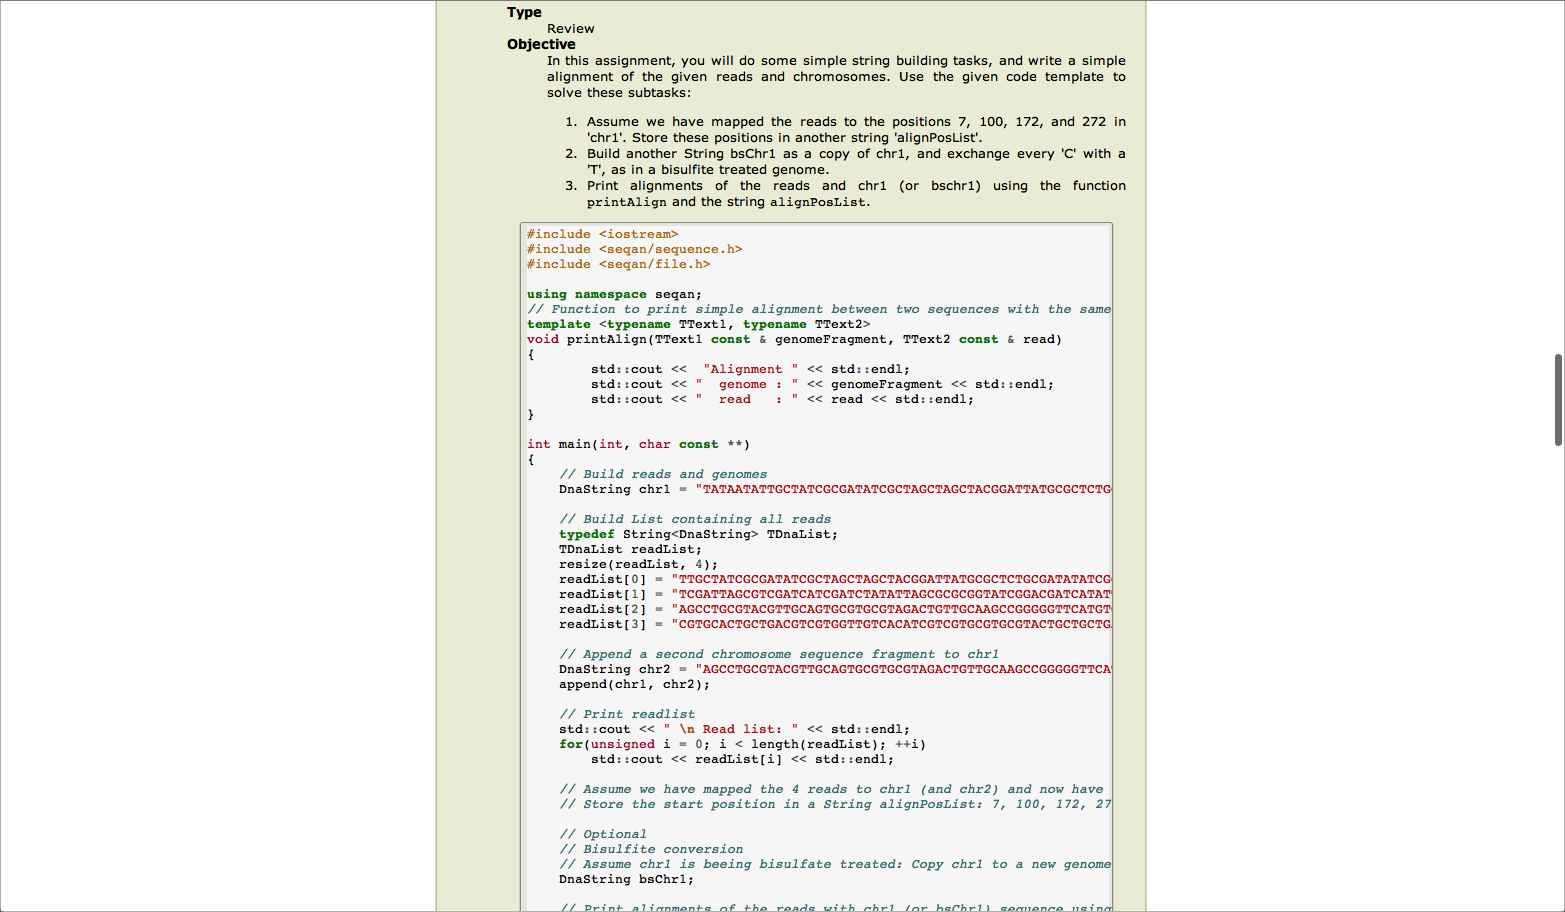 Type
Review
Objective
In this assignment, you will do some simple string building tasks, and write a simple
alignment of the given reads and chromosomes. Use the given code template to
solve these subtasks:
1. Assume we have mapped the reads to the positions 7, 100, 172, and 272 in
'chr1'. Store these positions in another string 'alignPosList'.
2. Build another String bsChr1 as a copy of chr1, and exchange every 'C' with a
'T', as in a bisulfite treated genome.
3. Print alignments of the reads and chr1 (or bschr1) using the function
printAlign and the string alignPosList.
#include <iostream>
#include <seqan/sequence.h>
#include <seqan/file.h>
using namespace seqan;
// Function to print simple alignment between two sequences with the same
template <typename TText1, typename TText2>
void printAlign(TText1 const & genomeFragment, TText2 const & read)
{
std::cout <<  "Alignment " << std::endl;
std::cout << "  genome : " << genomeFragment << std::endl;
std::cout << "  read   : " << read << std::endl;
}
int main(int, char const **)
{
// Build reads and genomes
DnaString chr1 = "TATAATATTGCTATCGCGATATCGCTAGCTAGCTACGGATTATGCGCTCTG
// Build List containing all reads
typedef String<DnaString> TDnaList;
TDnaList readList;
resize(readList, 4);
readList[0] = "TTGCTATCGCGATATCGCTAGCTAGCTACGGATTATGCGCTCTGCGATATATCG
readList[1] = "TCGATTAGCGTCGATCATCGATCTATATTAGCGCGCGGTATCGGACGATCATAT
readList[2] = "AGCCTGCGTACGTTGCAGTGCGTGCGTAGACTGTTGCAAGCCGGGGGTTCATGT
readList[3] = "CGTGCACTGCTGACGTCGTGGTTGTCACATCGTCGTGCGTGCGTACTGCTGCTG
// Append a second chromosome sequence fragment to chr1
DnaString chr2 = "AGCCTGCGTACGTTGCAGTGCGTGCGTAGACTGTTGCAAGCCGGGGGTTCA
append(chr1, chr2);
// Print readlist
std::cout << " \n Read list: " << std::endl;
for(unsigned i = 0; i < length(readList); ++i)
std::cout << readList[i] << std::endl;
// Assume we have mapped the 4 reads to chr1 (and chr2) and now have
// Store the start position in a String alignPosList: 7, 100, 172, 27
// Optional
// Bisulfite conversion
// Assume chr1 is beeing bisulfate treated: Copy chr1 to a new genome
DnaString bsChr1;
// Print alignments of the reads with chr1 (or bsChr1) sequence using